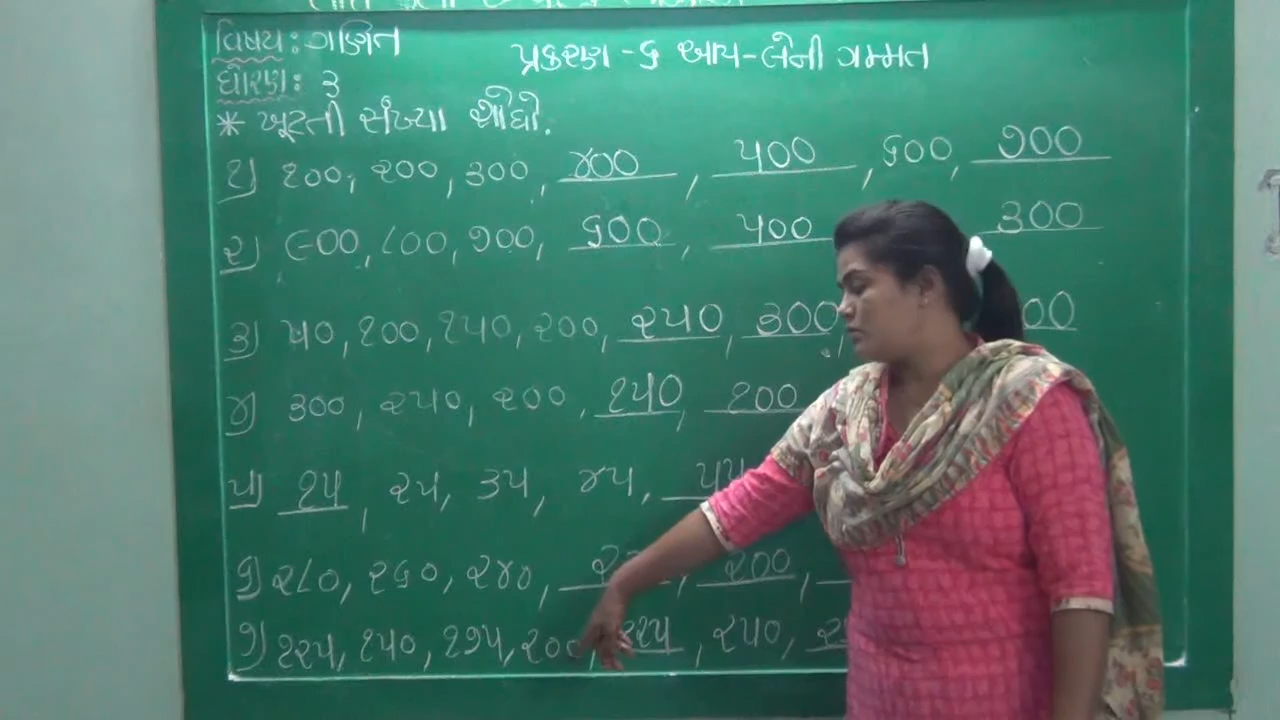 વિષય : ગણિત
પ્રકરણ - ૬ આપ-લેની ગમ્મત
ધોરણ : ૩
* ખૂટતી સંખ્યા શોધો.
૧) ૧૦૦, ૨૦૦, ૩૦૦, ૪૦૦, ૫૦૦, ૬૦૦, ૭૦૦
૨) ૯૦૦, ૮૦૦, ૭૦૦, ૬૦૦, ૫૦૦ ૩૦૦
૩) ૫૦, ૧૦૦, ૧૫૦, ૨૦૦, ૨૫૦, ૩૦૦,
૪) ૩૦૦, ૨૫૦, ૨૦૦, ૧૫૦, ૧૦૦
૫) ૧૫, ૨૫, ૩૫, ૪૫, ૫૫
૬) ૨૮૦, ૨૬૦, ૨૪૦, ૨૦૦,
૭) ૧૨૫, ૧૫૦, ૧૭૫, ૨૦૦, ૨૨૫, ૨૫૦,